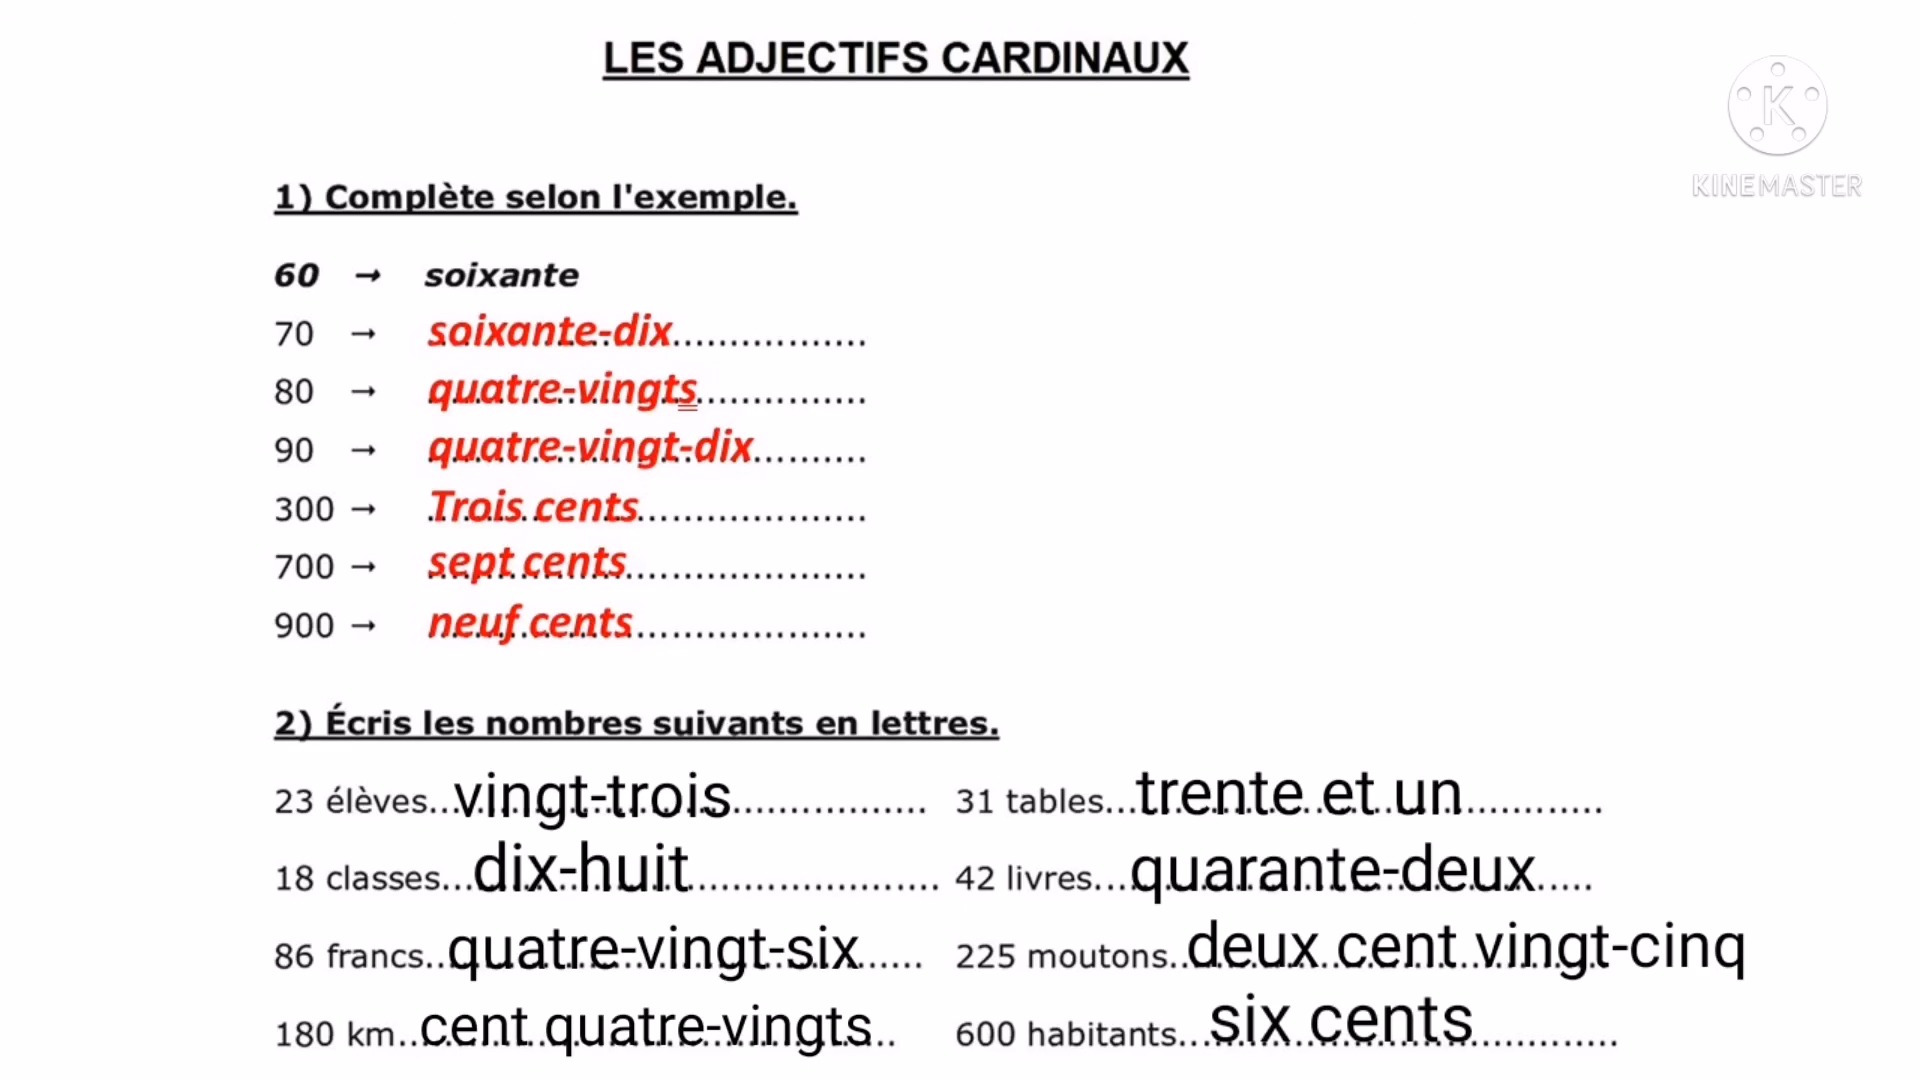 LES ADJECTIFS CARDINAUX
K
KINEMASTER
1) Complète selon l'exemple.
60 → soixante
70 → soixante-dix................
80 → quatre-vingts..............
90 → quatre-vingt-dix..........
300 → Trois cents...................
700 → sept cents....................
900 → neuf cents...................
2) Écris les nombres suivants en lettres.
23 élèves..vingt-trois................ 31 tables...trente et un............
18 classes...dix-huit..................... 42 livres...quarante-deux.....
86 francs..quatre-vingt-six..... 225 moutons..deux cent vingt-cinq
180 km..cent quatre-vingts.. 600 habitants..six cents............